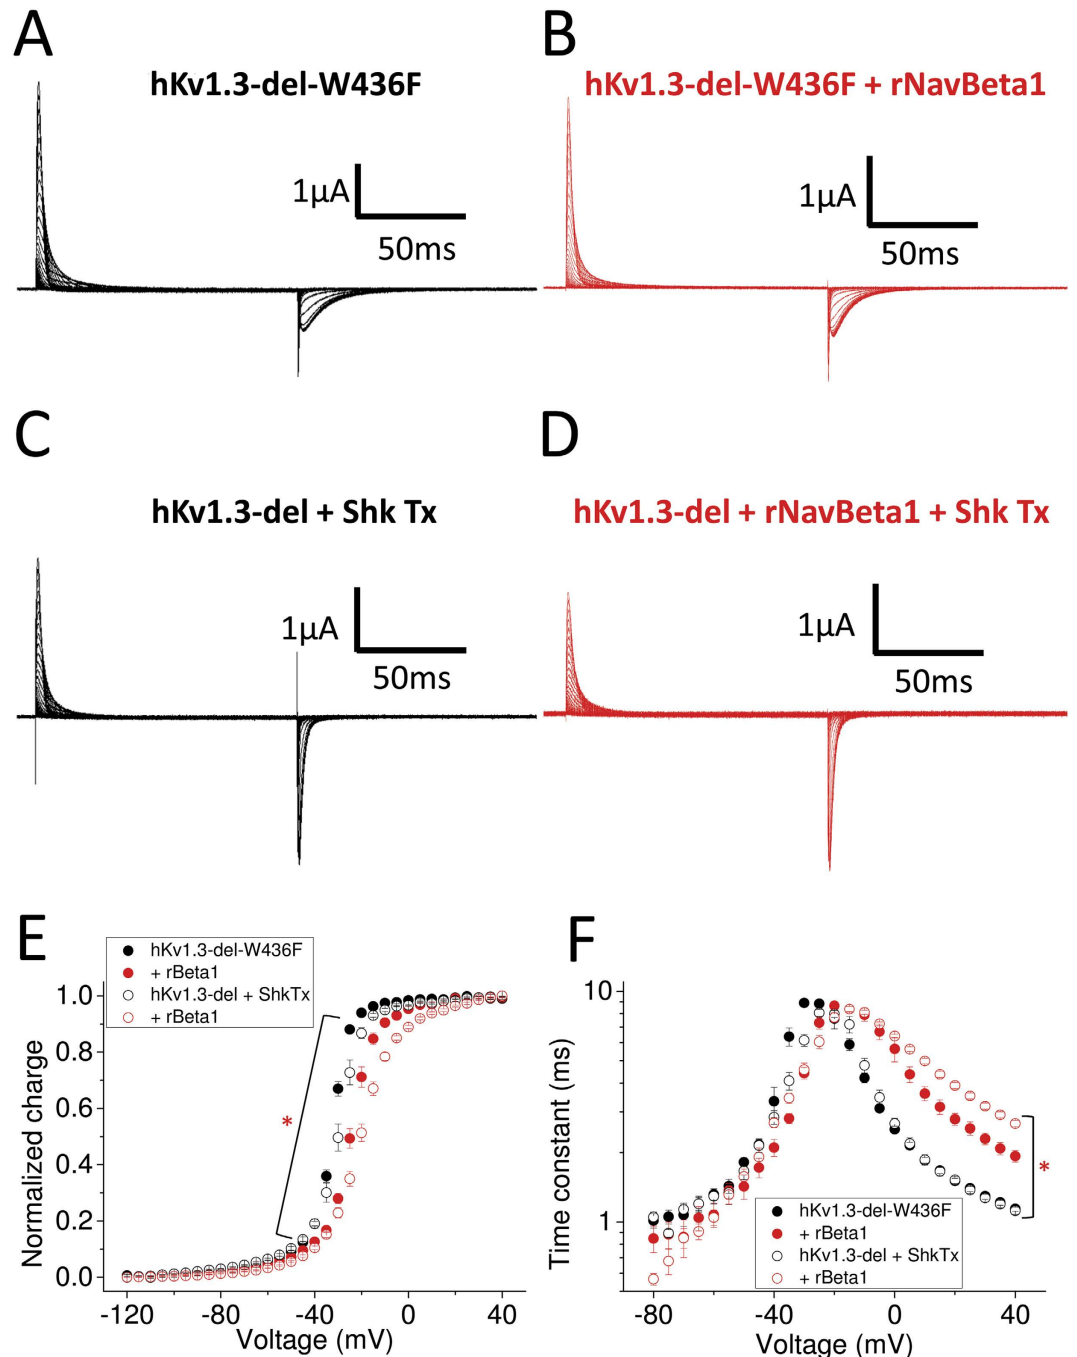 A
B
hKv1.3-del-W436F
hKv1.3-del-W436F + rNavBeta1
1µA
50ms
1µA
50ms
C
D
hKv1.3-del + Shk Tx
hKv1.3-del + rNavBeta1 + Shk Tx
1µA
50ms
1µA
50ms
E
hKv1.3-del-W436F
+ rBeta1
hKv1.3-del + ShkTx
+ rBeta1
1.0
0.8
0.6
0.4
0.2
0.0
*
Normalized charge
-120
-80
-40
0
40
Voltage (mV)
F
10
1
Time constant (ms)
*
hKv1.3-del-W436F
+ rBeta1
hKv1.3-del + ShkTx
+ rBeta1
-80
-40
0
40
Voltage (mV)